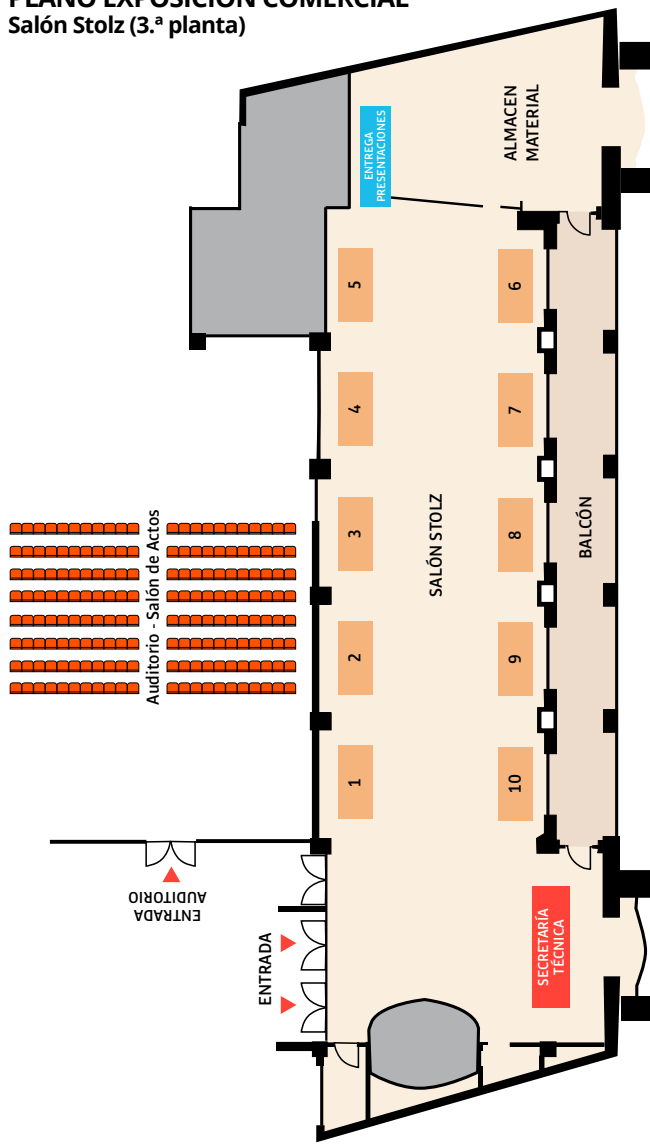 PLANO EXPOSICIÓN COMERCIAL
Salón Stolz (3.ª planta)
ENTREGA
PRESENTACIONES
ALMACEN
MATERIAL
5
6
4
7
Auditorio - Salón de Actos
3
SALÓN STOLZ
8
BALCÓN
2
9
1
10
ENTRADA
AUDITORIO
ENTRADA
SECRETARÍA
TÉCNICA